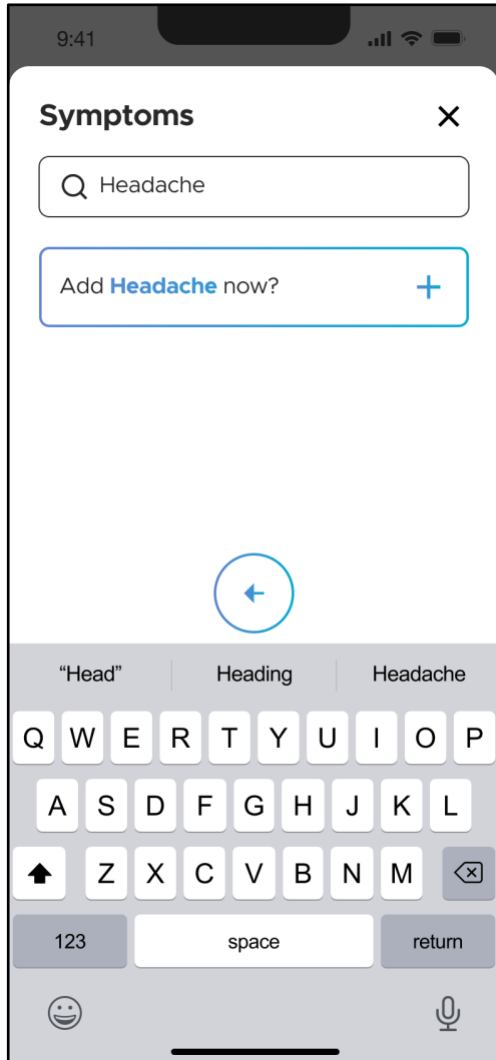 9:41
Symptoms
Headache
Add Headache now?
“Head” Heading Headache
Q W E R T Y U I O P
A S D F G H J K L
Z X C V B N M
123 space return